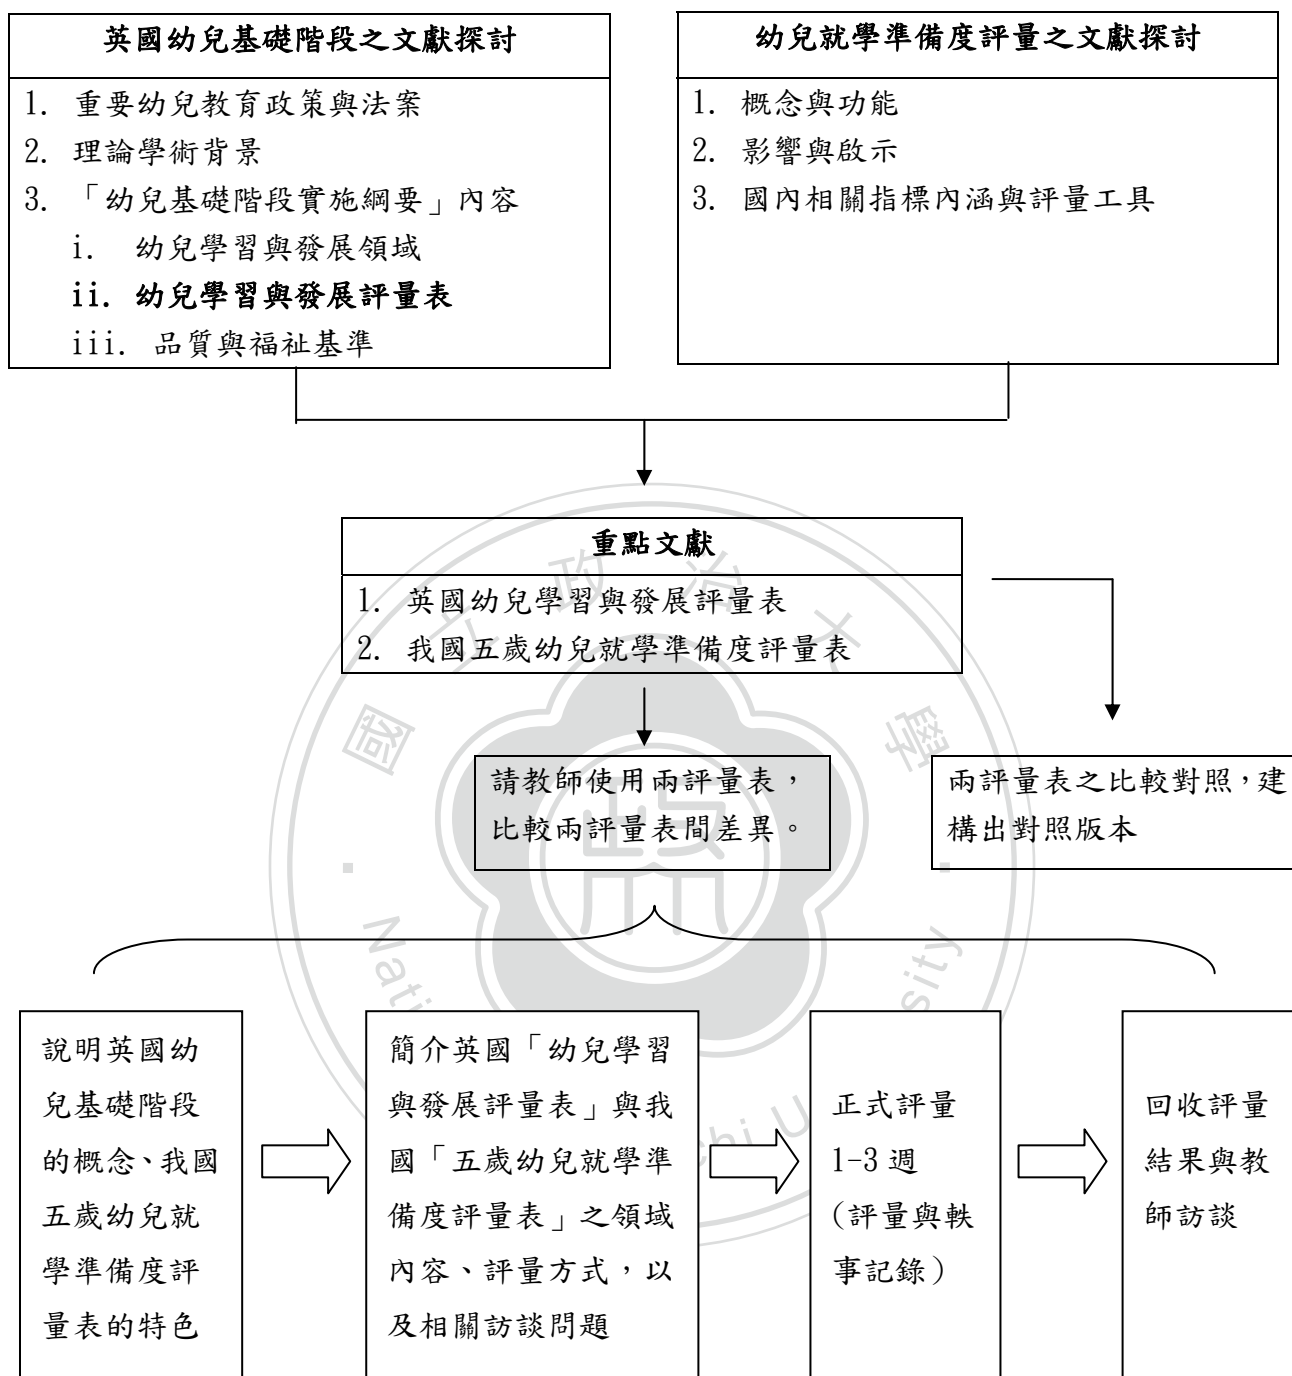 英國幼兒基礎階段之文獻探討
1. 重要幼兒教育政策與法案
2. 理論學術背景
3. 「幼兒基礎階段實施綱要」內容
i. 幼兒學習與發展領域
ii. 幼兒學習與發展評量表
iii. 品質與福祉基準
幼兒就學準備度評量之文獻探討
1. 概念與功能
2. 影響與啟示
3. 國內相關指標內涵與評量工具
重點文獻
1. 英國幼兒學習與發展評量表
2. 我國五歲幼兒就學準備度評量表
請教師使用兩評量表，
比較兩評量表間差異。
兩評量表之比較對照，建
構出對照版本
說明英國幼
兒基礎階段
的概念、我國
五歲幼兒就
學準備度評
量表的特色
簡介英國「幼兒學習
與發展評量表」與我
國「五歲幼兒就學準
備度評量表」之領域
內容、評量方式，以
及相關訪談問題
正式評量
1-3 週
（評量與軼
事記錄）
回收評量
結果與教
師訪談
國立政治大學